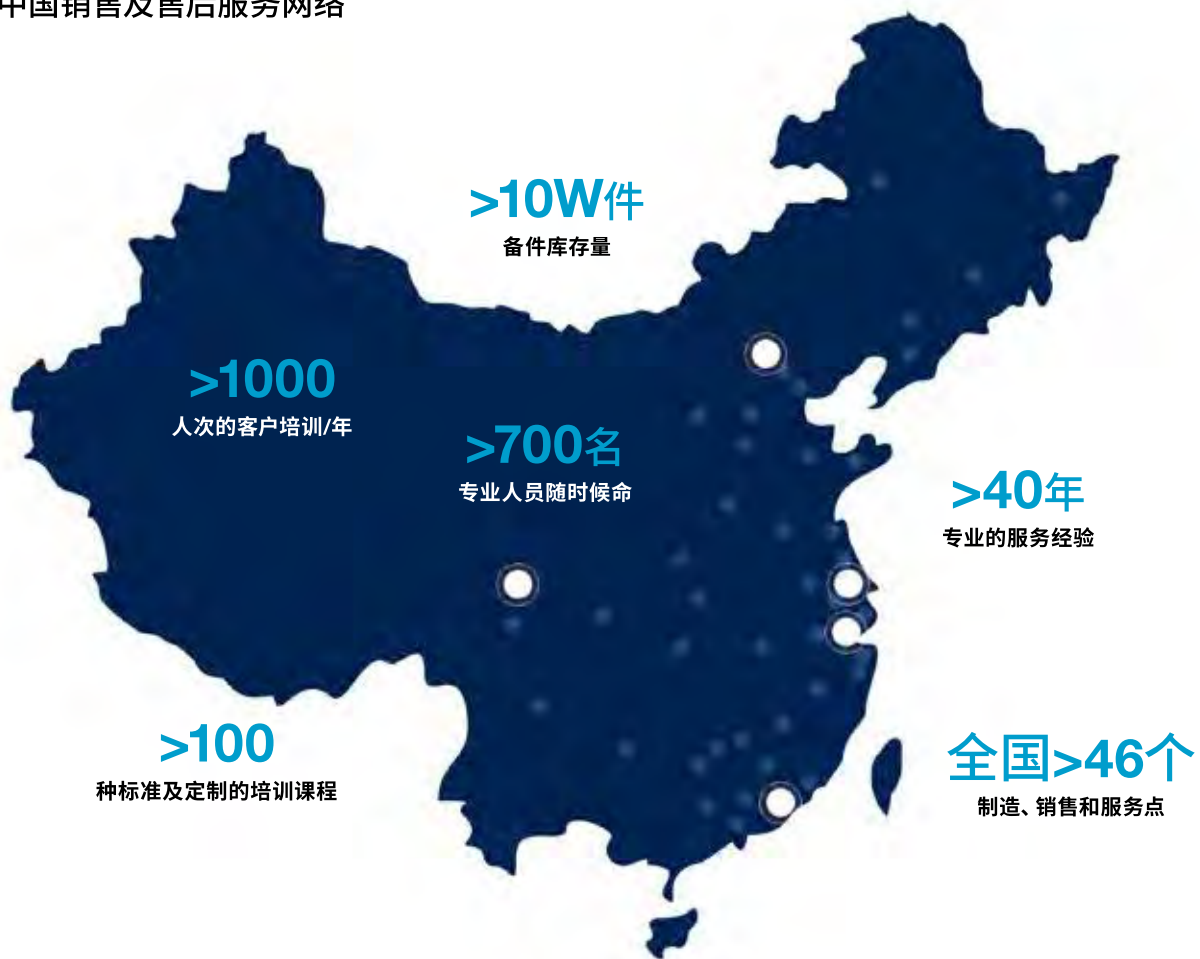 中国销售及售后服务网络
>10W件
备件库存量
>1000
人次的客户培训/年
>700名
专业人员随时候命
>40年
专业的服务经验
>100
种标准及定制的培训课程
全国>46个
制造、销售和服务点